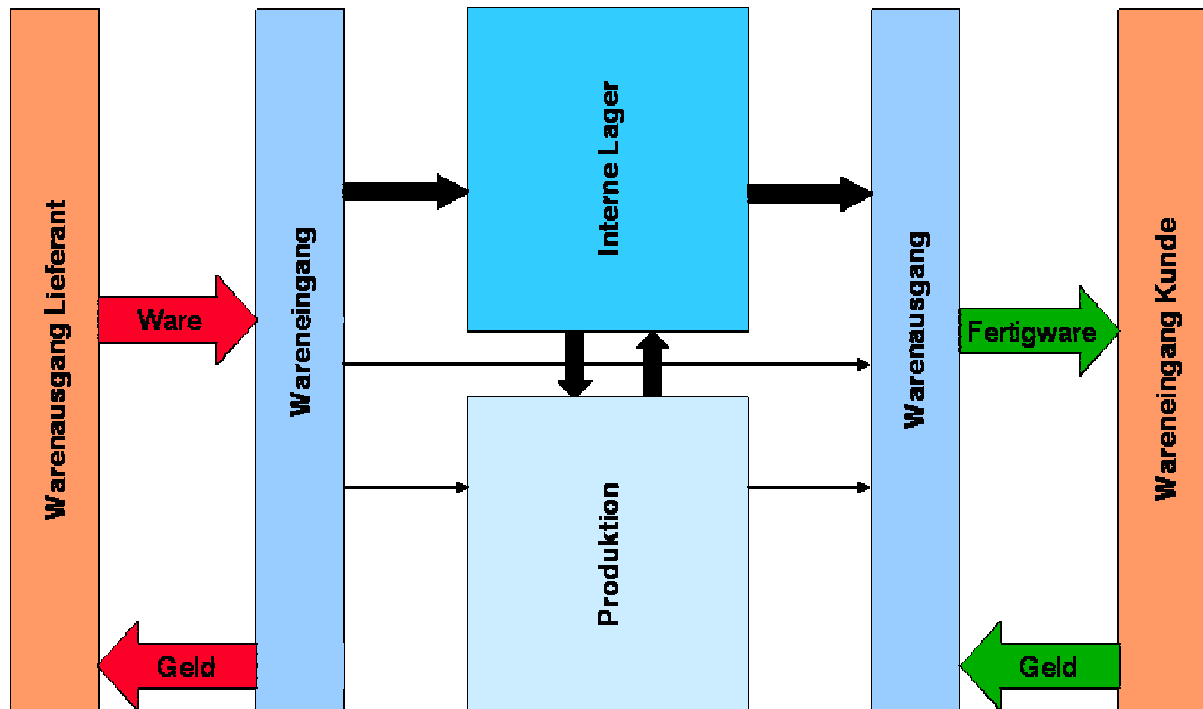 Warenausgang Lieferant
Ware
Geld
Wareneingang
Interne Lager
Produktion
Warenausgang
Fertigware
Geld
Wareneingang Kunde